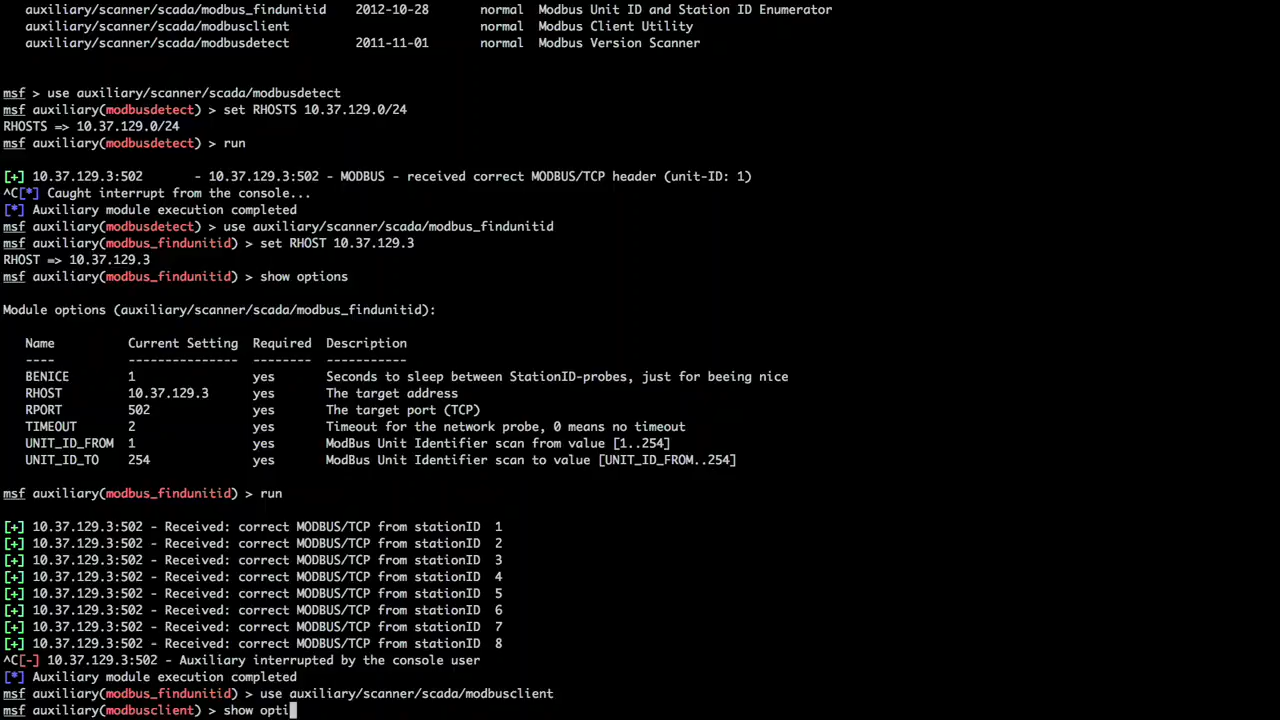 auxiliary/scanner/scada/modbus_findunitid 2012-10-28 normal Modbus Unit ID and Station ID Enumerator
auxiliary/scanner/scada/modbusclient normal Modbus Client Utility
auxiliary/scanner/scada/modbusdetect 2011-11-01 normal Modbus Version Scanner
msf > use auxiliary/scanner/scada/modbusdetect
msf auxiliary(modbusdetect) > set RHOSTS 10.37.129.0/24
RHOSTS => 10.37.129.0/24
msf auxiliary(modbusdetect) > run
[+] 10.37.129.3:502 - 10.37.129.3:502 - MODBUS - received correct MODBUS/TCP header (unit-ID: 1)
^C[*] Caught interrupt from the console...
[*] Auxiliary module execution completed
msf auxiliary(modbusdetect) > use auxiliary/scanner/scada/modbus_findunitid
msf auxiliary(modbus_findunitid) > set RHOST 10.37.129.3
RHOST => 10.37.129.3
msf auxiliary(modbus_findunitid) > show options
Module options (auxiliary/scanner/scada/modbus_findunitid):
Name Current Setting Required Description
---- --------------- -------- -----------
BENICE 1 yes Seconds to sleep between StationID-probes, just for beeing nice
RHOST 10.37.129.3 yes The target address
RPORT 502 yes The target port (TCP)
TIMEOUT 2 yes Timeout for the network probe, 0 means no timeout
UNIT_ID_FROM 1 yes ModBus Unit Identifier scan from value [1..254]
UNIT_ID_TO 254 yes ModBus Unit Identifier scan to value [UNIT_ID_FROM..254]
msf auxiliary(modbus_findunitid) > run
[+] 10.37.129.3:502 - Received: correct MODBUS/TCP from stationID 1
[+] 10.37.129.3:502 - Received: correct MODBUS/TCP from stationID 2
[+] 10.37.129.3:502 - Received: correct MODBUS/TCP from stationID 3
[+] 10.37.129.3:502 - Received: correct MODBUS/TCP from stationID 4
[+] 10.37.129.3:502 - Received: correct MODBUS/TCP from stationID 5
[+] 10.37.129.3:502 - Received: correct MODBUS/TCP from stationID 6
[+] 10.37.129.3:502 - Received: correct MODBUS/TCP from stationID 7
[+] 10.37.129.3:502 - Received: correct MODBUS/TCP from stationID 8
^C[-] 10.37.129.3:502 - Auxiliary interrupted by the console user
[*] Auxiliary module execution completed
msf auxiliary(modbus_findunitid) > use auxiliary/scanner/scada/modbusclient
msf auxiliary(modbusclient) > show opti